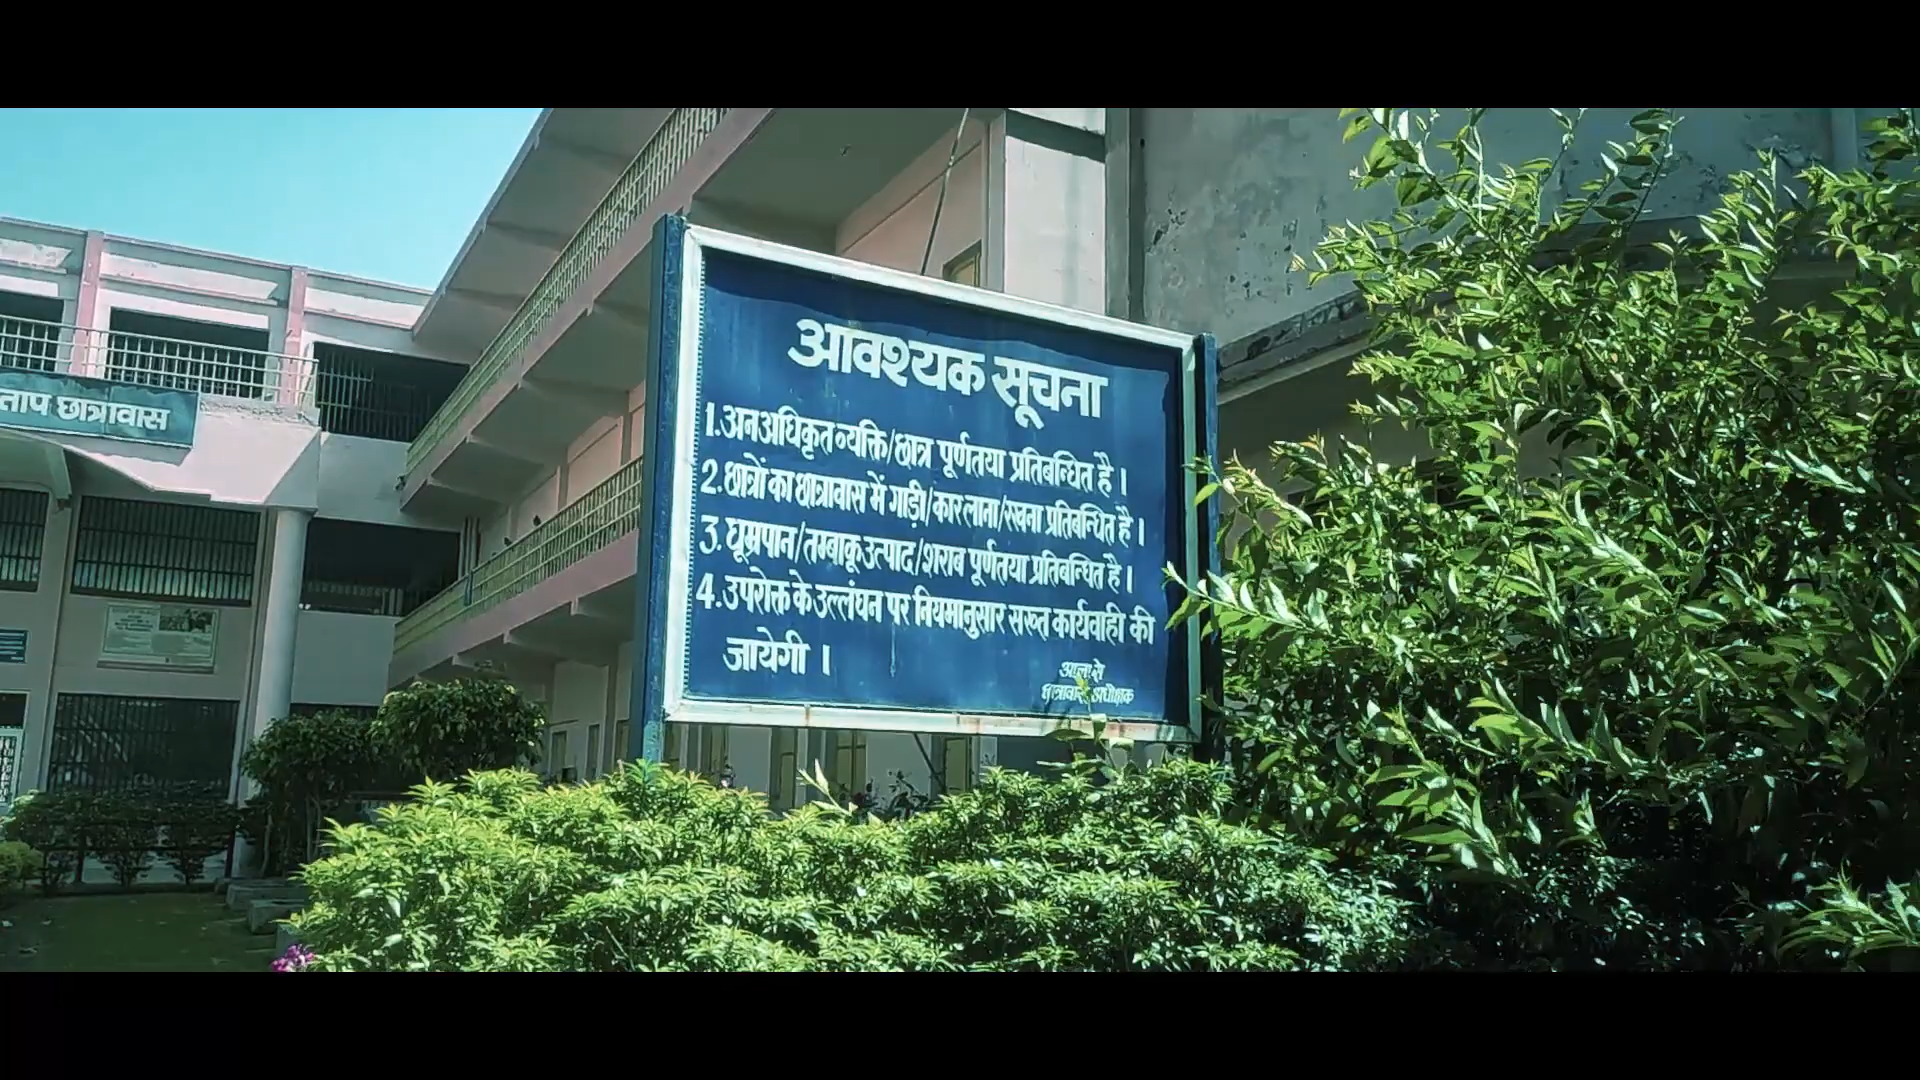 ताप छात्रावास
आवश्यक सूचना
1.अनअधिकृत व्यक्ति/छात्र पूर्णतया प्रतिबन्धित है।
2.छात्रों का छात्रावास में गाड़ी/कार लाना/रखना प्रतिबन्धित है।
3. धूम्रपान/तम्बाकू उत्पाद/शराब पूर्णतया प्रतिबन्धित है।
4.उपरोक्त के उल्लंघन पर नियमानुसार सख्त कार्यवाही की
जायेगी ।
से
अधीक्षक